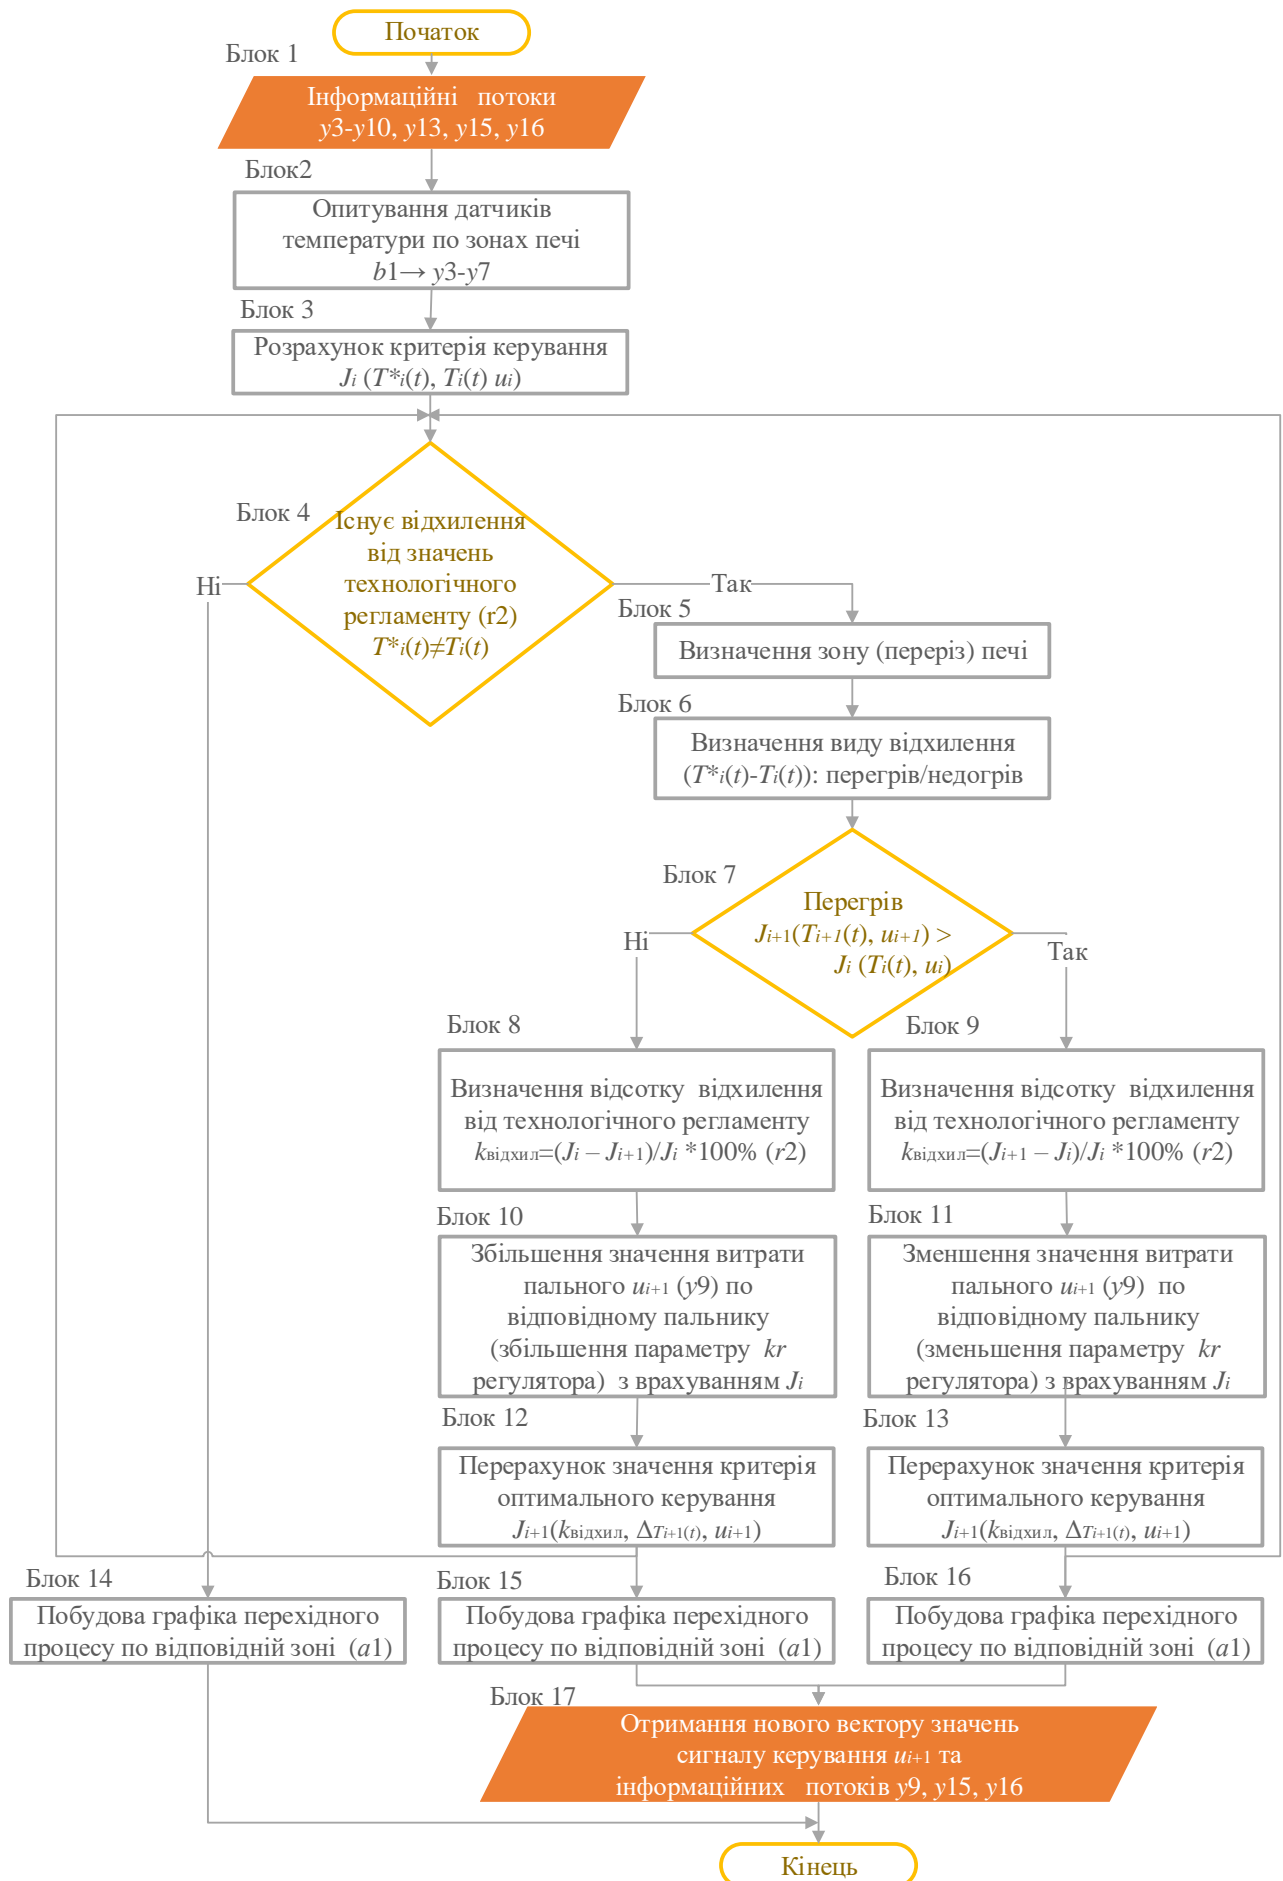 Початок
Блок 1
Інформаційні потоки
y3-y10, y13, y15, y16
Блок2
Опитування датчиків
температури по зонах печі
b1→ y3-y7
Блок 3
Розрахунок критерія керування
Ji (T*i(t), Ti(t) ui)
Блок 4
Існує відхилення
від значень
технологічного
регламенту (r2)
T*i(t)≠Ti(t)
Ні
Так
Блок 5
Визначення зону (переріз) печі
Блок 6
Визначення виду відхилення
(T*i(t)-Ti(t)): перегрів/недогрів
Блок 7
Перегрів
Ji+1(Ti+1(t), ui+1) >
Ji (Ti(t), ui)
Ні
Так
Блок 8
Визначення відсотку відхилення
від технологічного регламенту
kвідхил=(Ji – Ji+1)/Ji *100% (r2)
Блок 9
Визначення відсотку відхилення
від технологічного регламенту
kвідхил=(Ji+1 – Ji)/Ji *100% (r2)
Блок 10
Збільшення значення витрати
пального ui+1 (y9) по
відповідному пальнику
(збільшення параметру kr
регулятора) з врахуванням Ji
Блок 11
Зменшення значення витрати
пального ui+1 (y9) по
відповідному пальнику
(зменьшення параметру kr
регулятора) з врахуванням Ji
Блок 12
Перерахунок значення критерія
оптимального керування
Ji+1(kвідхил, ΔTi+1(t), ui+1)
Блок 13
Перерахунок значення критерія
оптимального керування
Ji+1(kвідхил, ΔTi+1(t), ui+1)
Блок 14
Побудова графіка перехідного
процесу по відповідній зоні (a1)
Блок 15
Побудова графіка перехідного
процесу по відповідній зоні (a1)
Блок 16
Побудова графіка перехідного
процесу по відповідній зоні (a1)
Блок 17
Отримання нового вектору значень
сигналу керування ui+1 та
інформаційних потоків y9, y15, y16
Кінець